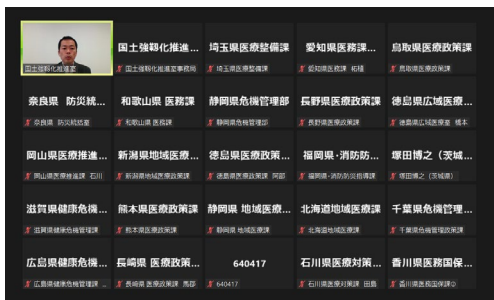 国土強靱化推進室
国土強靱化推進...
国土強靱化推進室事務局
埼玉県医療整備課
埼玉県医療整備課
愛知県医務課...
愛知県医務課 柘植
鳥取県医療政策課
鳥取県医療政策課
奈良県 防災統...
奈良県 防災統括室
和歌山県 医務課
和歌山県 医務課
静岡県危機管理部
静岡県危機管理部
長野県医療政策課
長野県医療政策課
徳島県広域医療...
徳島県広域医療室 橋本
岡山県医療推進...
岡山県医療推進課 石川
新潟県地域医療...
新潟県地域医療政策課
徳島県医療政策...
徳島県医療政策課 阿部
福岡県・消防防...
福岡県・消防防災指導課
塚田博之(茨城...
塚田博之(茨城県)
滋賀県健康危機...
滋賀県健康危機管理課
熊本県医療政策課
熊本県医療政策課
静岡県 地域医療...
静岡県 地域医療課
北海道地域医療課
北海道地域医療課
千葉県危機管理...
千葉県危機管理政策課
広島県健康危機...
広島県健康危機管理課 ...
長崎県 医療政策...
長崎県 医療政策課 馬郡
640417
640417
石川県医療対策...
石川県医療対策課 田島
香川県医務国保...
香川県医務国保課